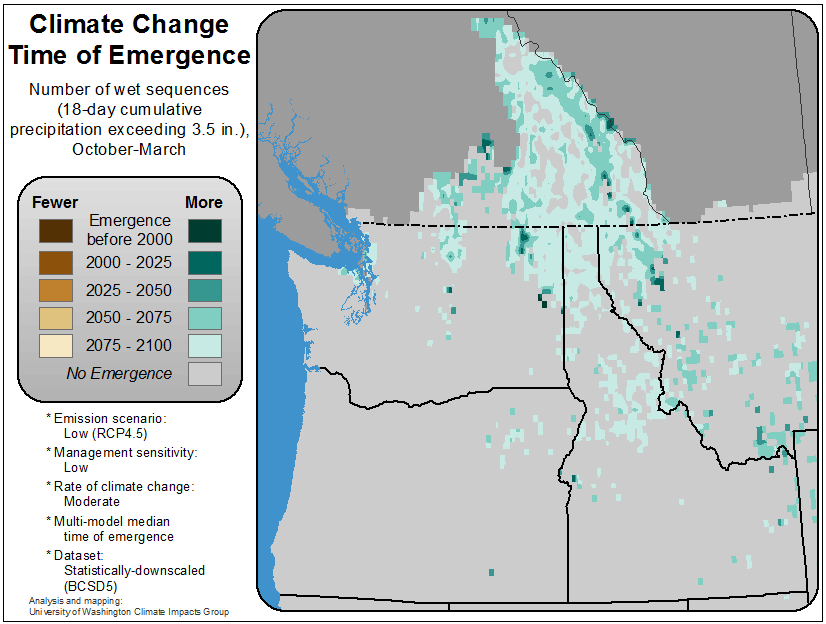 Climate Change
Time of Emergence
Number of wet sequences
(18-day cumulative
precipitation exceeding 3.5 in.),
October-March
Fewer More
Emergence
before 2000
2000 - 2025
2025 - 2050
2050 - 2075
2075 - 2100
No Emergence
* Emission scenario:
Low (RCP4.5)
* Management sensitivity:
Low
* Rate of climate change:
Moderate
* Multi-model median
time of emergence
* Dataset:
Statistically-downscaled
(BCSD5)
Analysis and mapping:
University of Washington Climate Impacts Group